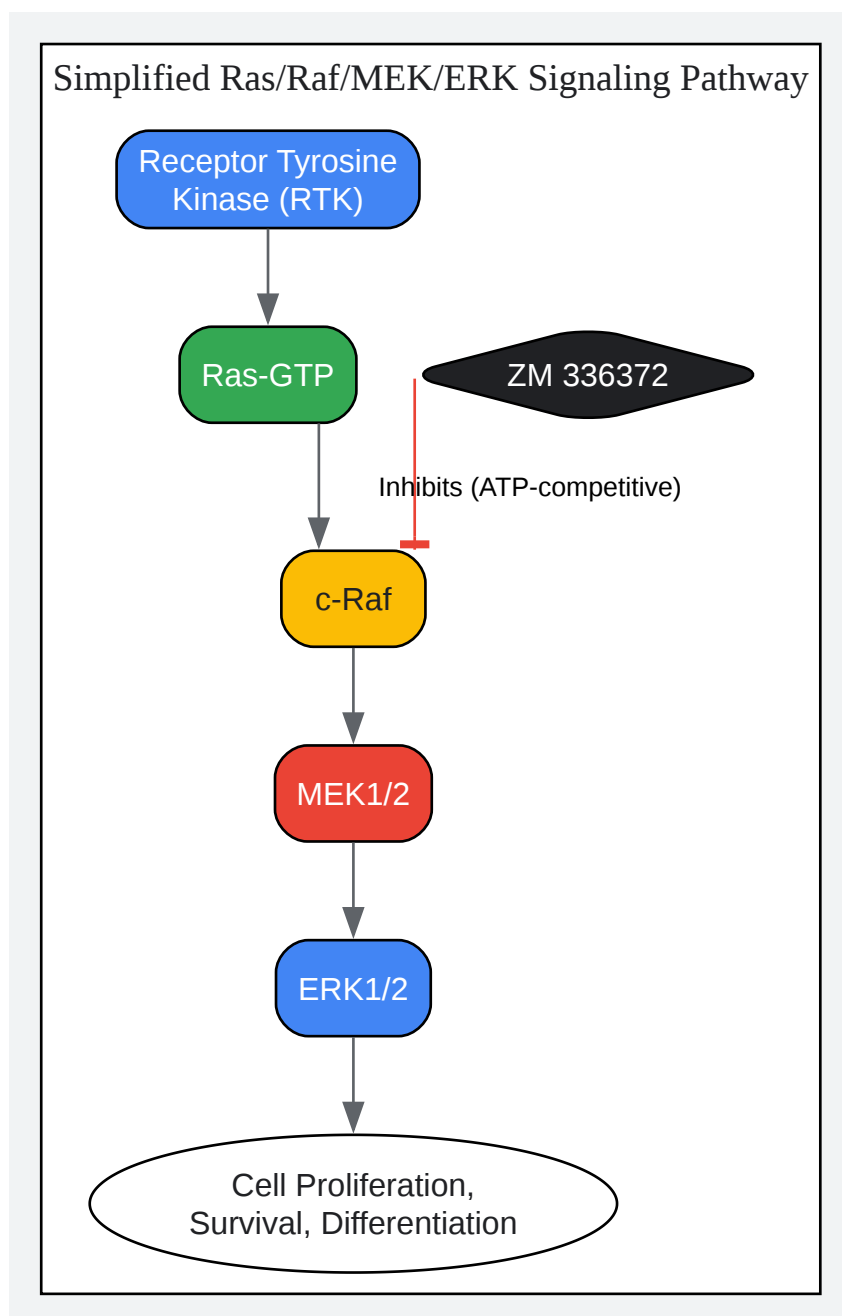 Simplified Ras/Raf/MEK/ERK Signaling Pathway
Receptor Tyrosine
Kinase (RTK)
Ras-GTP
ZM 336372
Inhibits (ATP-competitive)
c-Raf
MEK1/2
ERK1/2
Cell Proliferation,
Survival, Differentiation